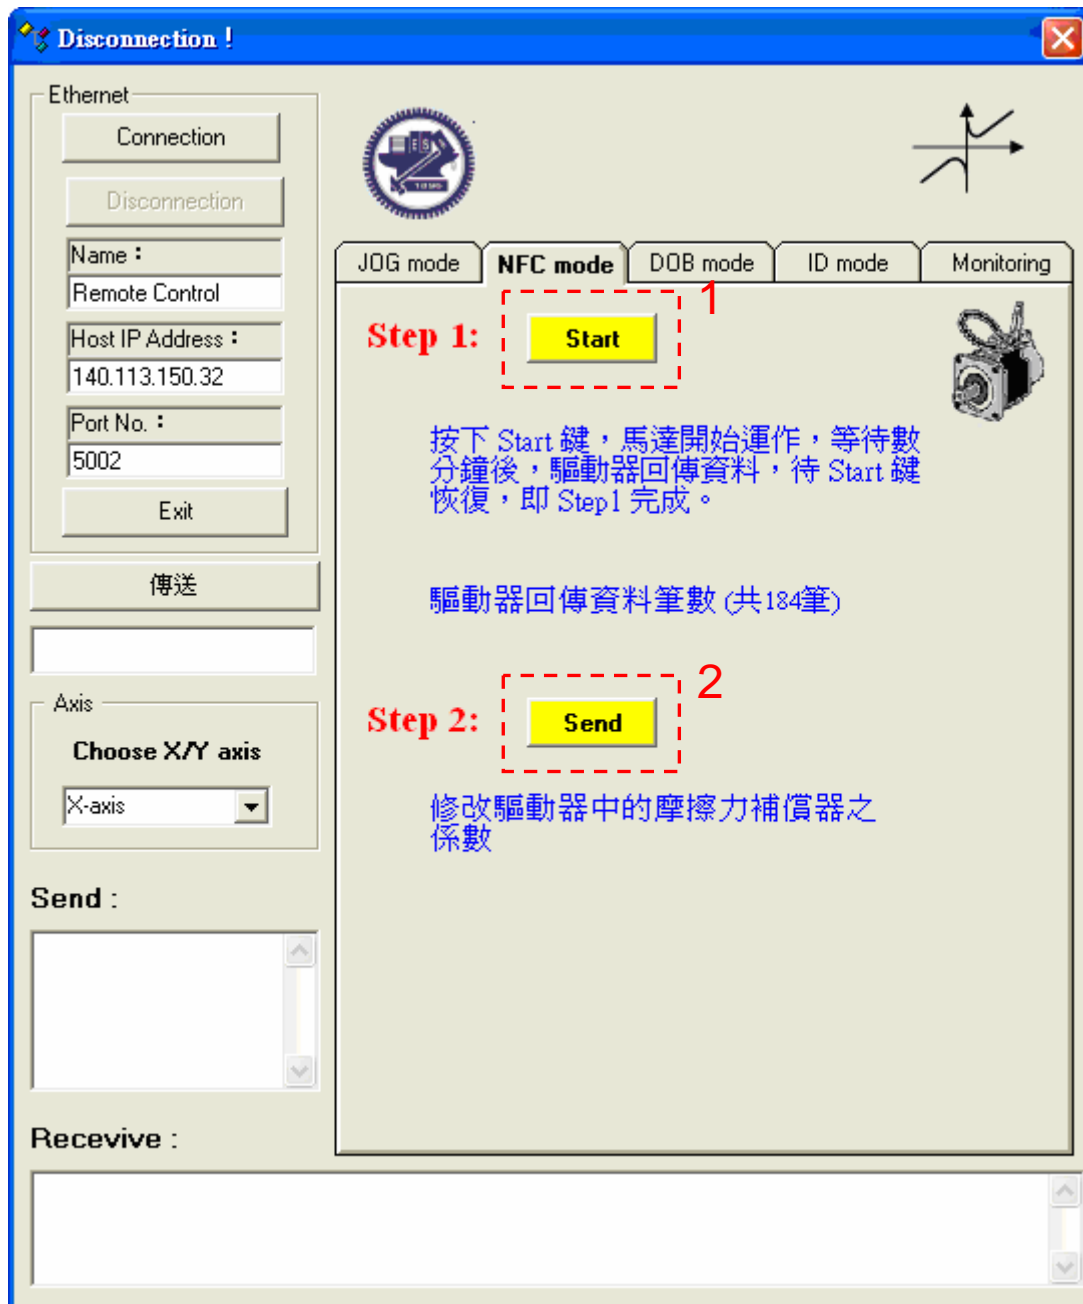 Disconnection !
Ethernet
Connection
Disconnection
Name：
Remote Control
Host IP Address：
140.113.150.32
Port No.：
5002
Exit
傳送
Axis
Choose X/Y axis
X-axis
Send :
Recevive :
JOG mode
NFC mode
DOB mode
ID mode
Monitoring
Step 1:
Start
1
按下 Start 鍵，馬達開始運作，等待數
分鐘後，驅動器回傳資料，待 Start 鍵
恢復，即 Step1 完成。
驅動器回傳資料筆數 (共184筆)
Step 2:
Send
2
修改驅動器中的摩擦力補償器之
係數